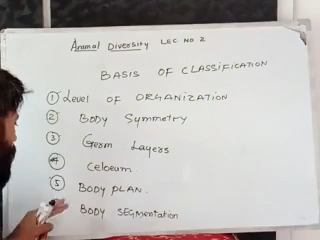 Anamal Diversity LEC NO 2
BASIS OF CLASSIFICATION
1 Level OF ORGANIZATION
2 Body Symmetry
3 Germ Layers
4 Celoeum
5 BODY PLAN.
BODY SEGMENTATION